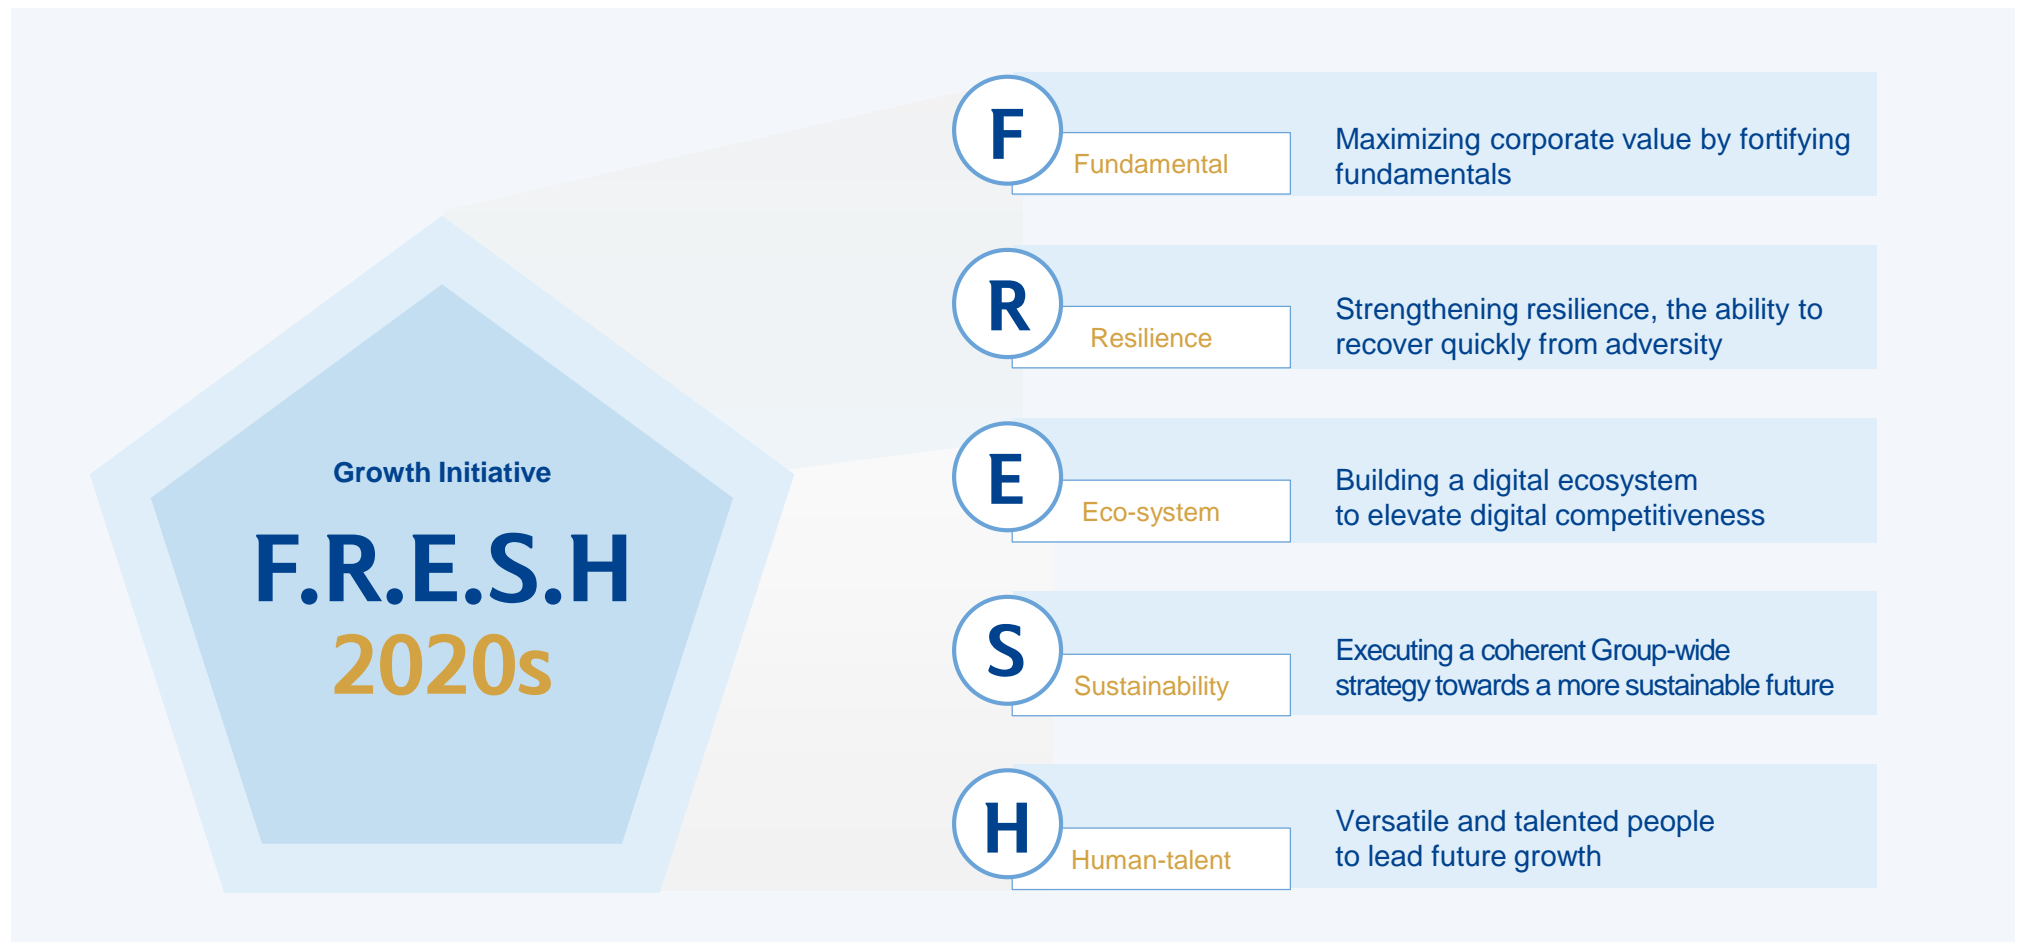 Growth Initiative
F.R.E.S.H
2020s
F
Fundamental
Maximizing corporate value by fortifying
fundamentals
R
Resilience
Strengthening resilience, the ability to
recover quickly from adversity
E
Eco-system
Building a digital ecosystem
to elevate digital competitiveness
S
Sustainability
Executing a coherent Group-wide
strategy towards a more sustainable future
H
Human-talent
Versatile and talented people
to lead future growth